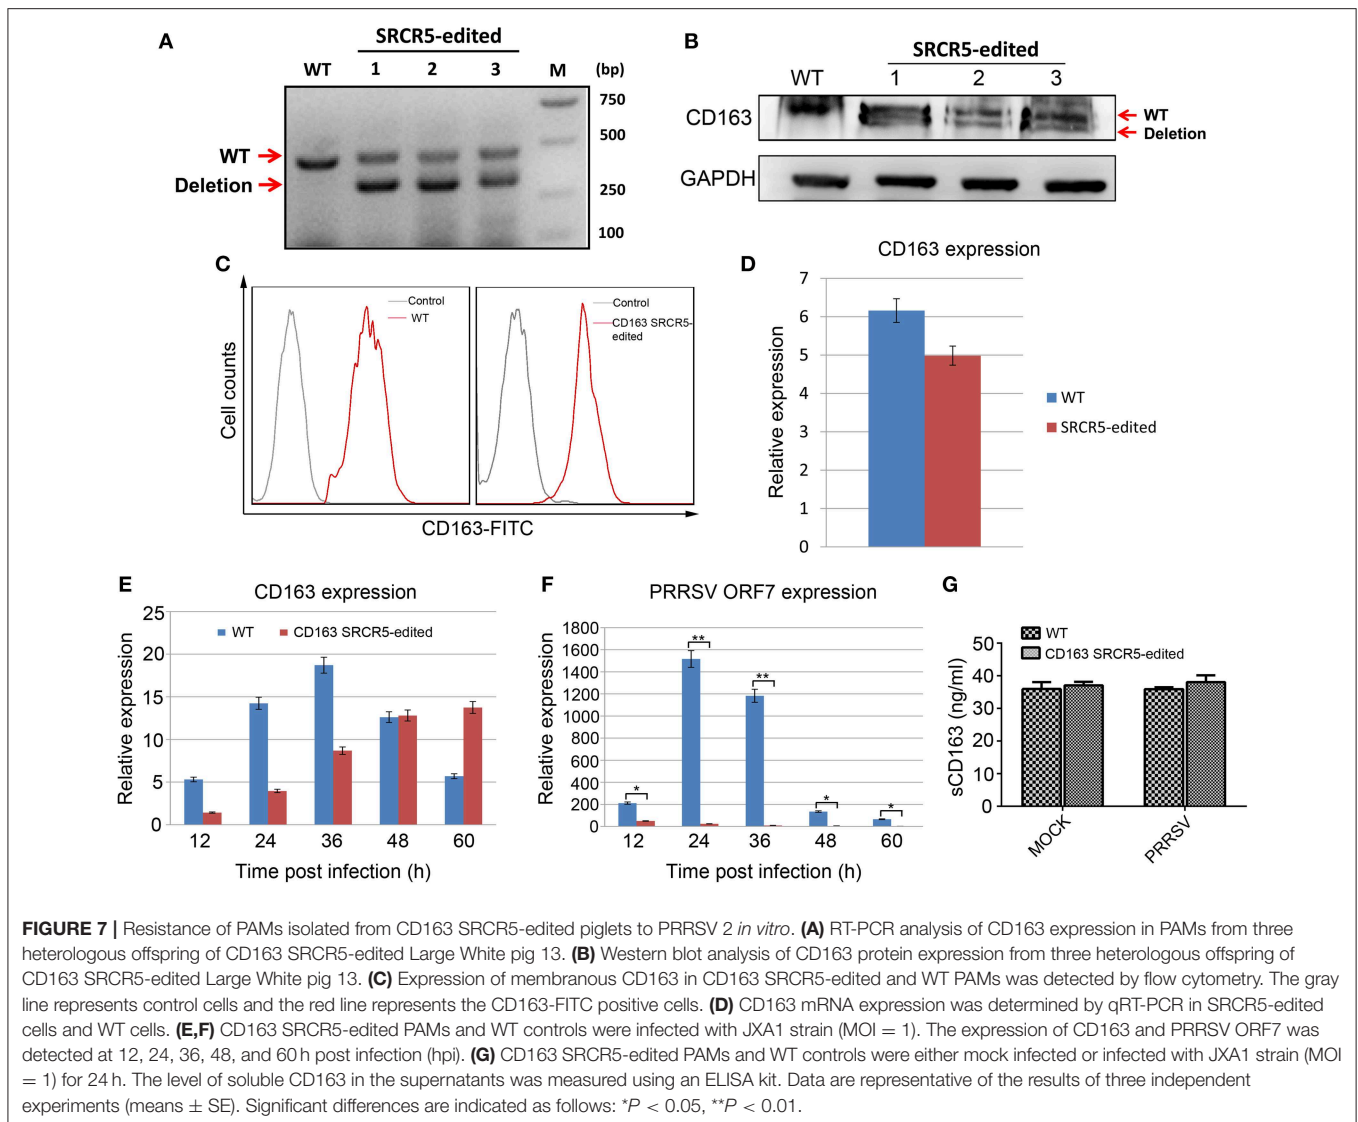 A
SRCR5-edited
WT 1 2 3 M (bp)
750
500
250
100
WT
Deletion
B
SRCR5-edited
WT 1 2 3
CD163
WT
Deletion
GAPDH
C
Cell counts
Control
WT
Control
CD163 SRCR5-
edited
CD163-FITC
D
CD163 expression
Relative expression
7
6
5
4
3
2
1
0
WT
SRCR5-edited
E
CD163 expression
Relative expression
25
20
15
10
5
0
WT
CD163 SRCR5-edited
12 24 36 48 60
Time post infection (h)
F
PRRSV ORF7 expression
Relative expression
1800
1600
1400
1200
1000
800
600
400
200
0
* ** ** * *
12 24 36 48 60
Time post infection (h)
G
sCD163 (ng/ml)
50
40
30
20
10
0
WT
CD163 SRCR5-edited
MOCK
PRRSV
FIGURE 7 | Resistance of PAMs isolated from CD163 SRCR5-edited piglets to PRRSV 2 in vitro. (A) RT-PCR analysis of CD163 expression in PAMs from three
heterologous offspring of CD163 SRCR5-edited Large White pig 13. (B) Western blot analysis of CD163 protein expression from three heterologous offspring of
CD163 SRCR5-edited Large White pig 13. (C) Expression of membranous CD163 in CD163 SRCR5-edited and WT PAMs was detected by flow cytometry. The gray
line represents control cells and the red line represents the CD163-FITC positive cells. (D) CD163 mRNA expression was determined by qRT-PCR in SRCR5-edited
cells and WT cells. (E,F) CD163 SRCR5-edited PAMs and WT controls were infected with JXA1 strain (MOI = 1). The expression of CD163 and PRRSV ORF7 was
detected at 12, 24, 36, 48, and 60 h post infection (hpi). (G) CD163 SRCR5-edited PAMs and WT controls were either mock infected or infected with JXA1 strain (MOI
= 1) for 24 h. The level of soluble CD163 in the supernatants was measured using an ELISA kit. Data are representative of the results of three independent
experiments (means ± SE). Significant differences are indicated as follows: *P < 0.05, **P < 0.01.